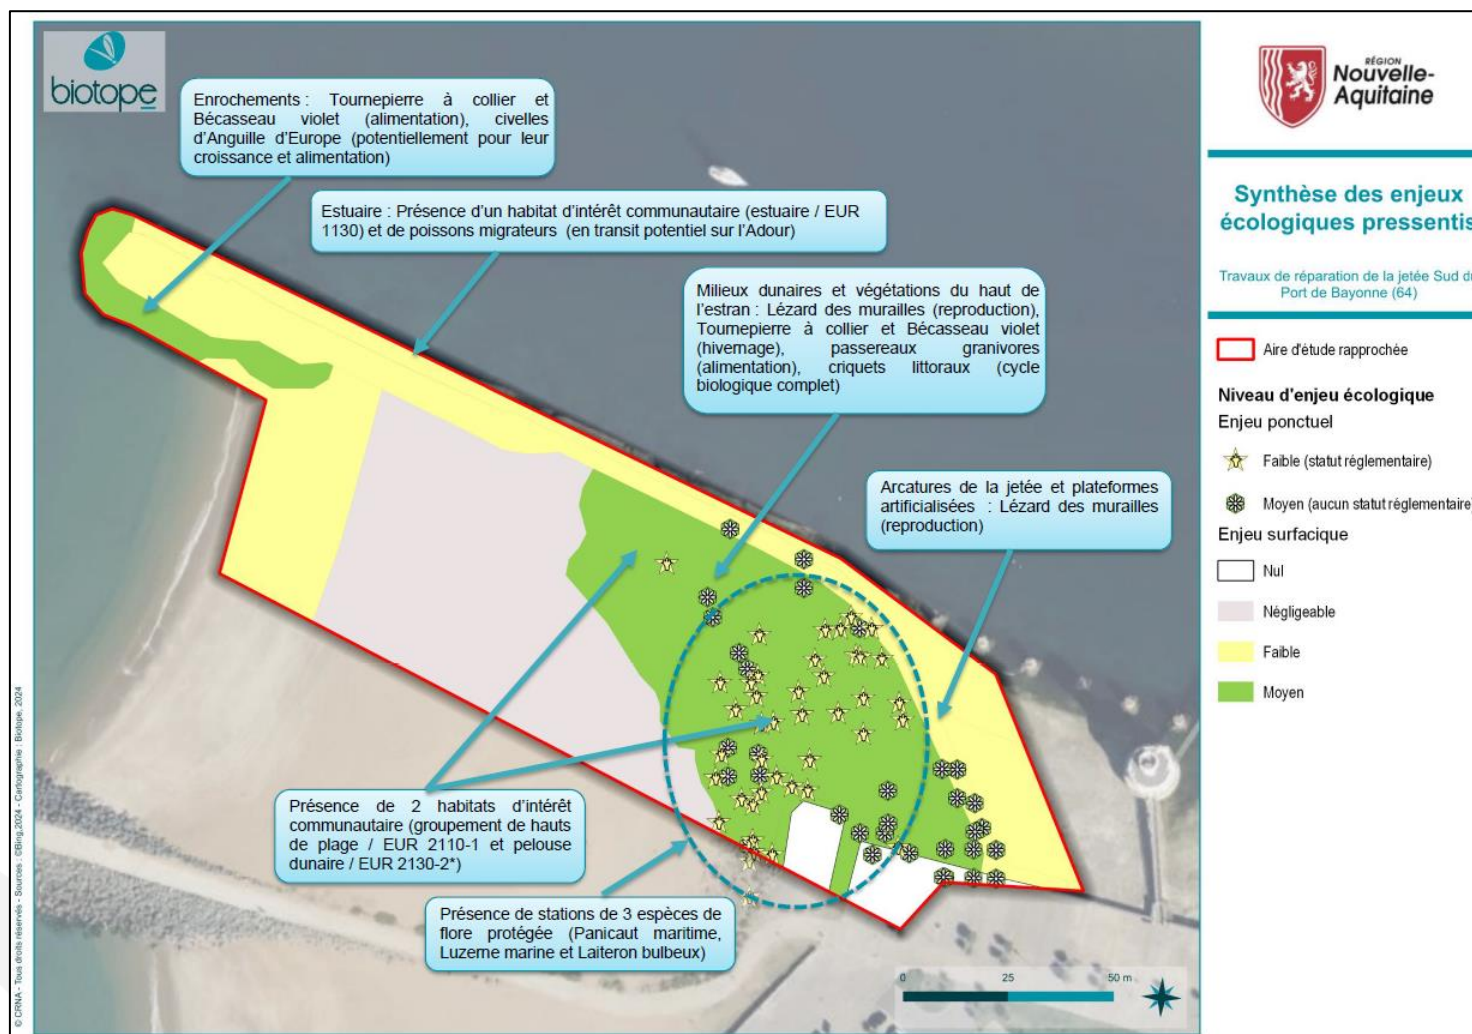 biotope
Enrochements : Tournepierre à collier et
Bécasseau violet (alimentation), civelles
d'Anguille d'Europe (potentiellement pour leur
croissance et alimentation)
Estuaire : Présence d'un habitat d'intérêt communautaire (estuaire / EUR
1130) et de poissons migrateurs (en transit potentiel sur l'Adour)
Milieux dunaires et végétations du haut de
l'estran : Lézard des murailles (reproduction),
Tournepierre à collier et Bécasseau violet
(hivernage), passereaux granivores
(alimentation), criquets littoraux (cycle
biologique complet)
Arcatures de la jetée et plateformes
artificialisées : Lézard des murailles
(reproduction)
Présence de 2 habitats d'intérêt
communautaire (groupement de hauts
de plage / EUR 2110-1 et pelouse
dunaire / EUR 2130-2*)
Présence de stations de 3 espèces de
flore protégée (Panicaut maritime,
Luzerne marine et Laiteron bulbeux)
0 25 50 m
© CRNA - Tous droits réservés - Sources : ©Bing,2024 - Cartographie : Biotope, 2024
RÉGION
Nouvelle-
Aquitaine
Synthèse des enjeux
écologiques pressentis
Travaux de réparation de la jetée Sud du
Port de Bayonne (64)
Aire d'étude rapprochée
Niveau d'enjeu écologique
Enjeu ponctuel
Faible (statut réglementaire)
Moyen (aucun statut réglementaire)
Enjeu surfacique
Nul
Négligeable
Faible
Moyen